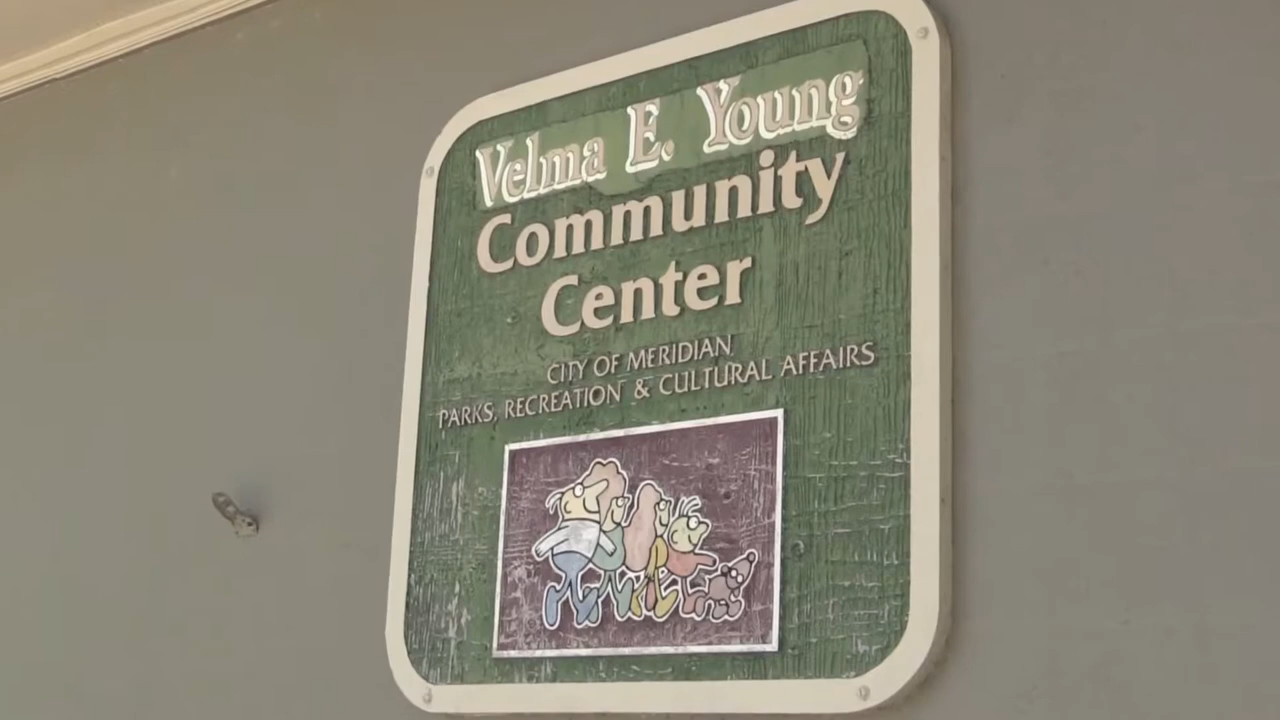 Velma E. Young
Community
Center
CITY OF MERIDIAN
PARKS, RECREATION & CULTURAL AFFAIRS